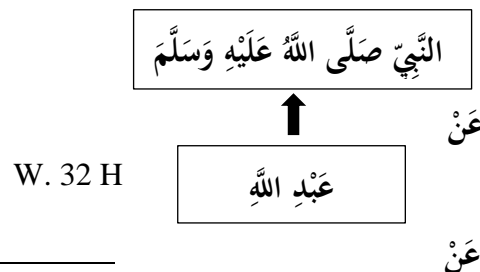 النَّبِيّ صَلَّى اللَّهُ عَلَيْهِ وَسَلَّمَ
عَنْ
W. 32 H
عَبْدِ اللَّهِ
عَنْ